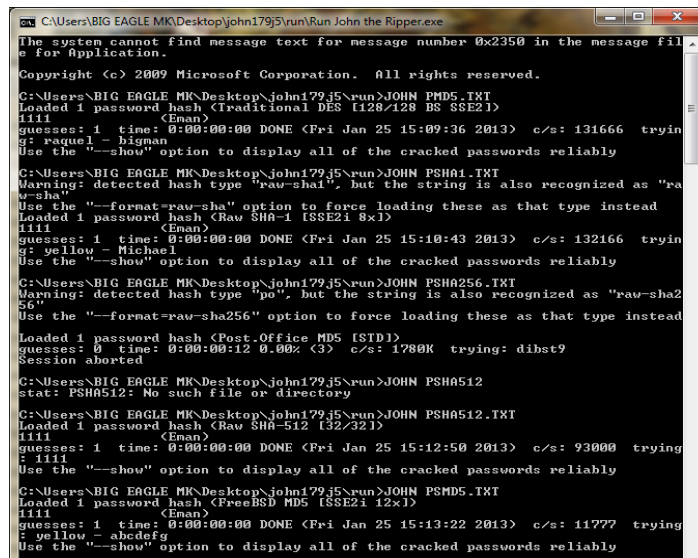 C:\Users\BIG EAGLE MK\Desktop\john179j5\run\Run John the Ripper.exe
The system cannot find message text for message number 0x2350 in the message fil
e for Application.
Copyright (c) 2009 Microsoft Corporation.  All rights reserved.
C:\Users\BIG EAGLE MK\Desktop\john179j5\run>JOHN PMD5.TXT
Loaded 1 password hash (Traditional DES [128/128 BS SSE2])
1111             (Eman)
guesses: 1  time: 0:00:00:00 DONE (Fri Jan 25 15:09:36 2013)  c/s: 131666  tryin
g: raquel - bigman
Use the "--show" option to display all of the cracked passwords reliably
C:\Users\BIG EAGLE MK\Desktop\john179j5\run>JOHN PSHA1.TXT
Warning: detected hash type "raw-sha1", but the string is also recognized as "ra
w-sha"
Use the "--format=raw-sha" option to force loading these as that type instead
Loaded 1 password hash (Raw SHA-1 [SSE2i 8x])
1111             (Eman)
guesses: 1  time: 0:00:00:00 DONE (Fri Jan 25 15:10:43 2013)  c/s: 132166  tryin
g: yellow - Michael
Use the "--show" option to display all of the cracked passwords reliably
C:\Users\BIG EAGLE MK\Desktop\john179j5\run>JOHN PSHA256.TXT
Warning: detected hash type "po", but the string is also recognized as "raw-sha2
56"
Use the "--format=raw-sha256" option to force loading these as that type instead
Loaded 1 password hash (Post.Office MD5 [STD])
guesses: 0  time: 0:00:00:12 0.00% (3)  c/s: 1780K  trying: dibst9
Session aborted
C:\Users\BIG EAGLE MK\Desktop\john179j5\run>JOHN PSHA512
stat: PSHA512: No such file or directory
C:\Users\BIG EAGLE MK\Desktop\john179j5\run>JOHN PSHA512.TXT
Loaded 1 password hash (Raw SHA-512 [32/32])
1111             (Eman)
guesses: 1  time: 0:00:00:00 DONE (Fri Jan 25 15:12:50 2013)  c/s: 93000  trying
: 1111
Use the "--show" option to display all of the cracked passwords reliably
C:\Users\BIG EAGLE MK\Desktop\john179j5\run>JOHN PSMD5.TXT
Loaded 1 password hash (FreeBSD MD5 [SSE2i 12x])
1111             (Eman)
guesses: 1  time: 0:00:00:00 DONE (Fri Jan 25 15:13:22 2013)  c/s: 11777  trying
: yellow - abcdefg
Use the "--show" option to display all of the cracked passwords reliably